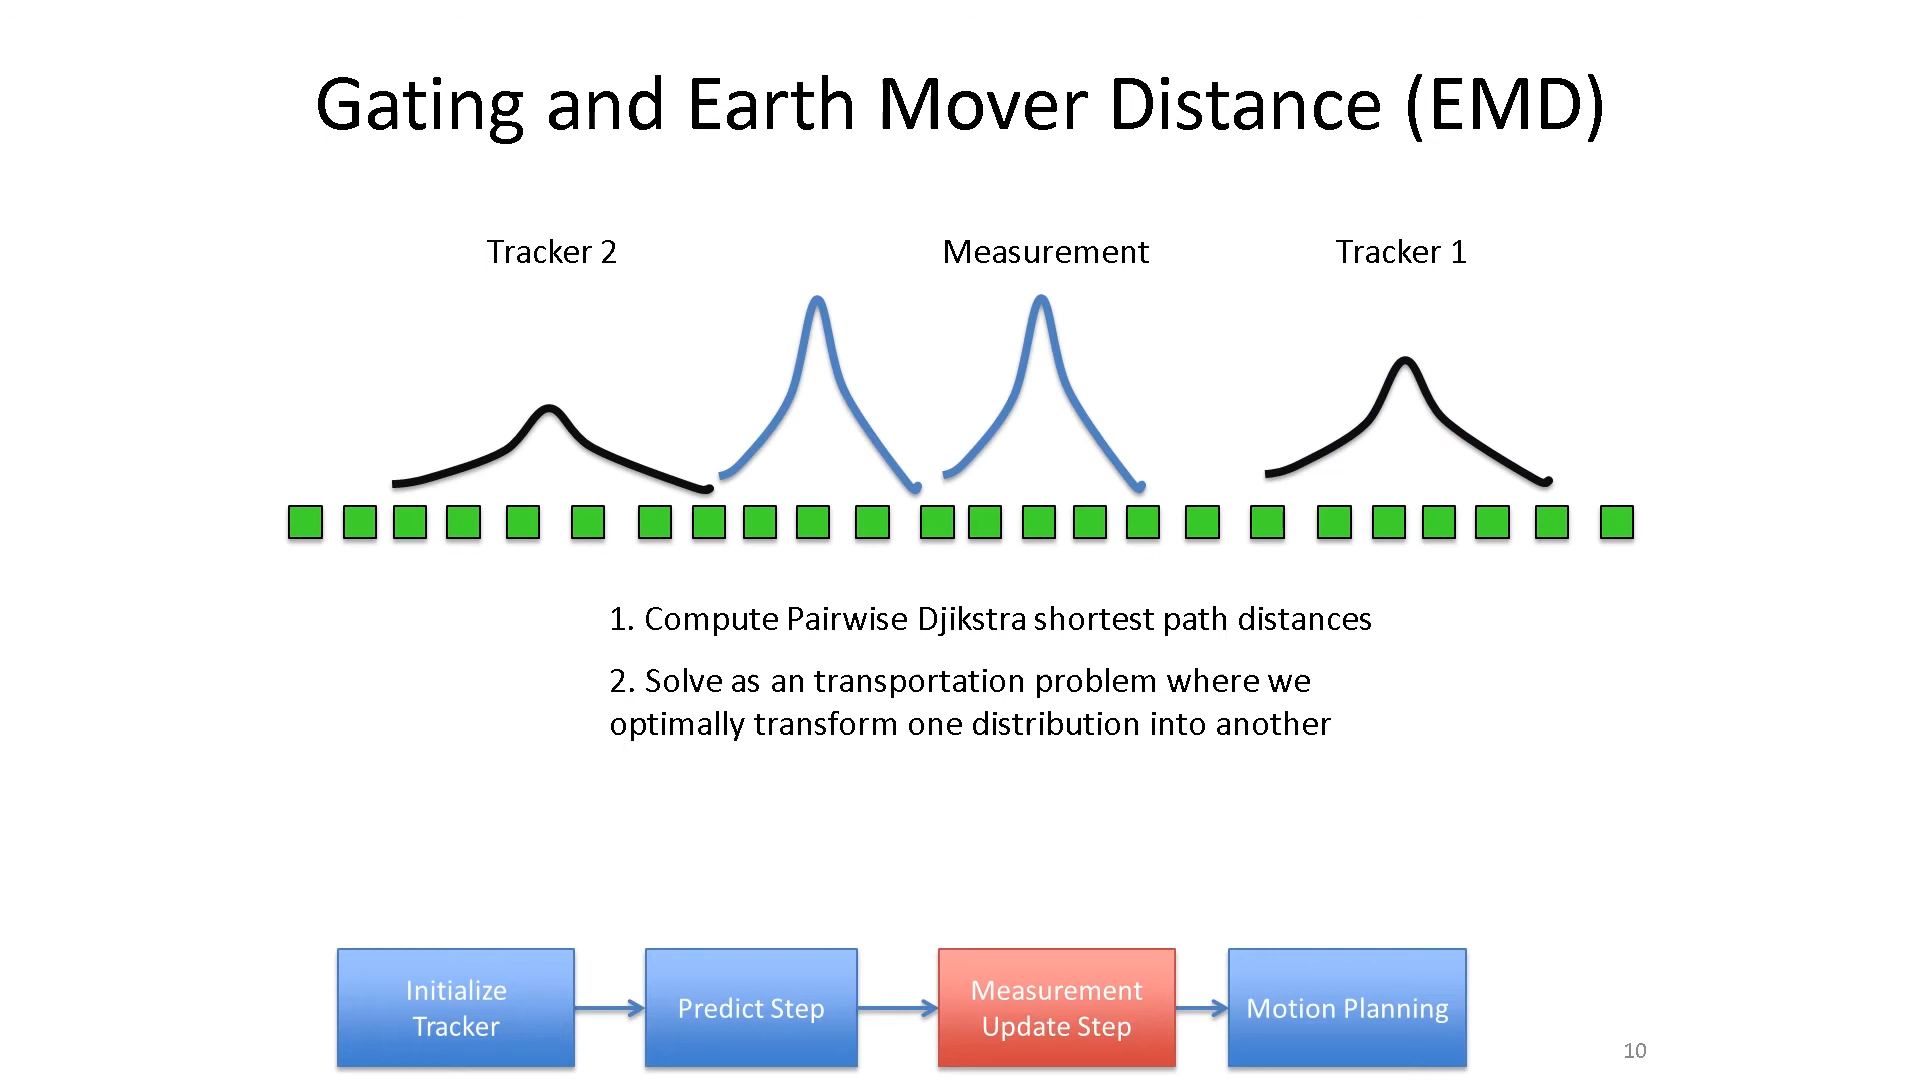 Gating and Earth Mover Distance (EMD)
Tracker 2
Measurement
Tracker 1
1. Compute Pairwise Djikstra shortest path distances
2. Solve as an transportation problem where we
optimally transform one distribution into another
Initialize
Tracker
Predict Step
Measurement
Update Step
Motion Planning
10